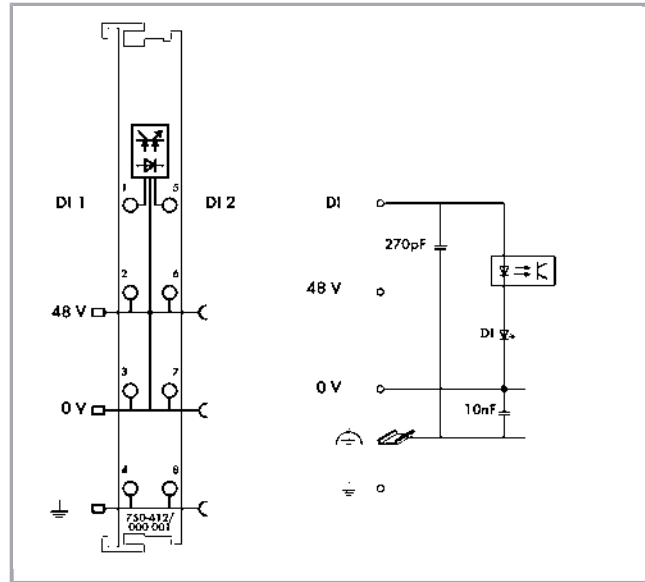 1 5
DI 1
DI 2
2 6
48 V
3 7
0 V
4 8
750-412/
000 001
DI
270pF
48 V
DI
0 V
10nF